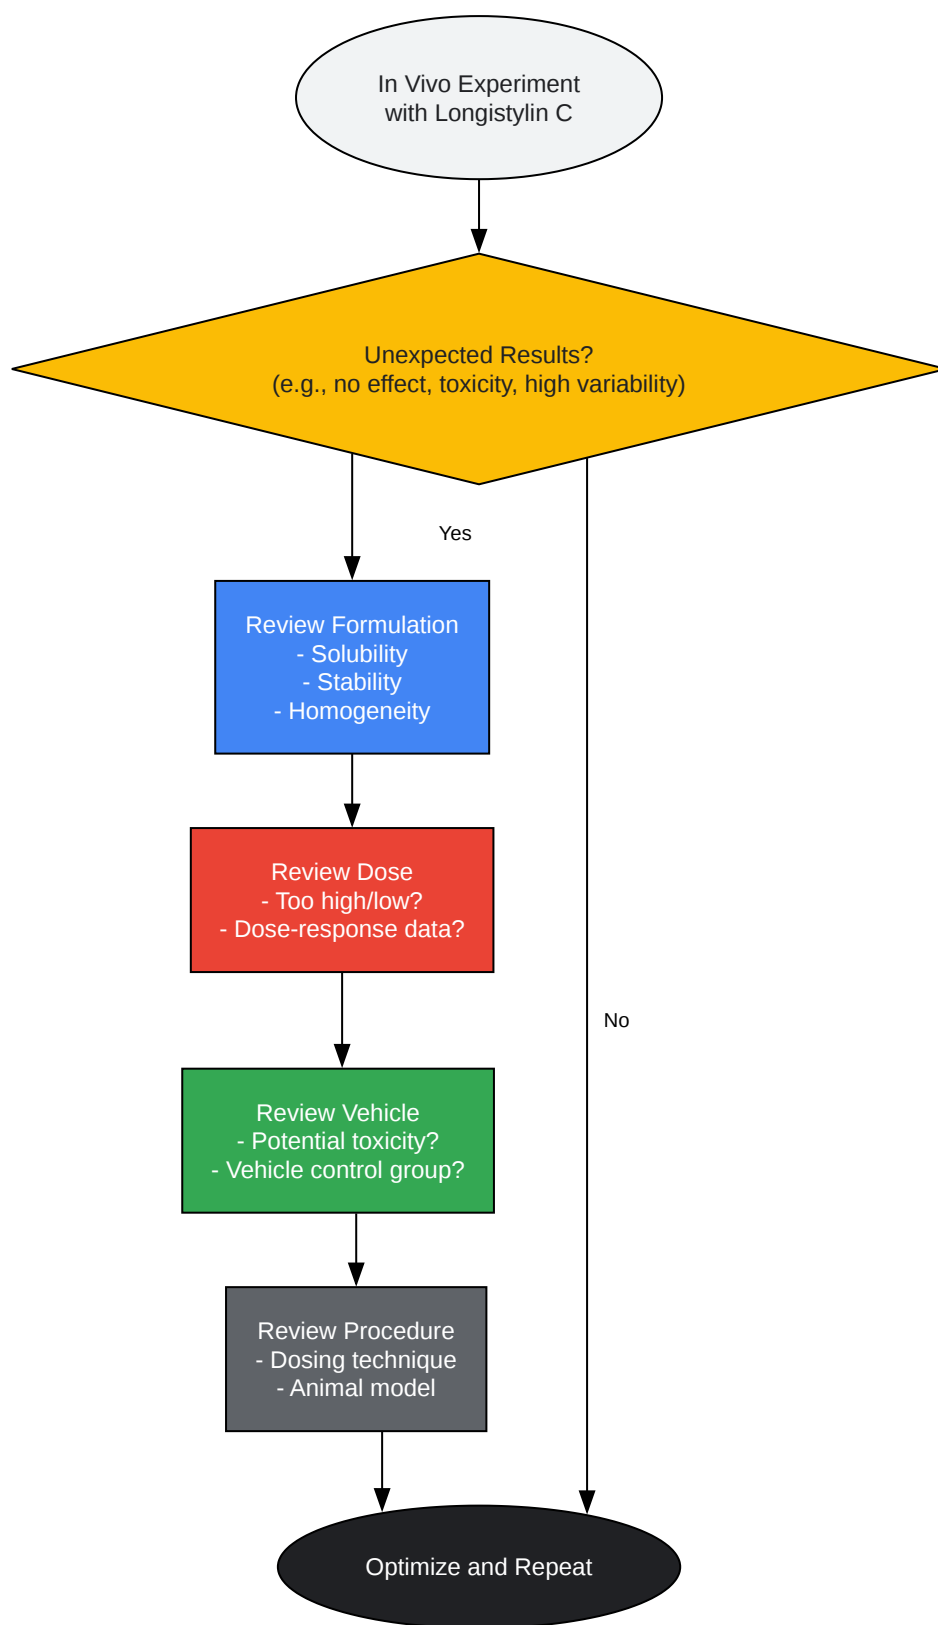 In Vivo Experiment
with Longistylin C
Unexpected Results?
(e.g., no effect, toxicity, high variability)
Yes
Review Formulation
- Solubility
- Stability
- Homogeneity
Review Dose
- Too high/low?
- Dose-response data?
No
Review Vehicle
- Potential toxicity?
- Vehicle control group?
Review Procedure
- Dosing technique
- Animal model
Optimize and Repeat